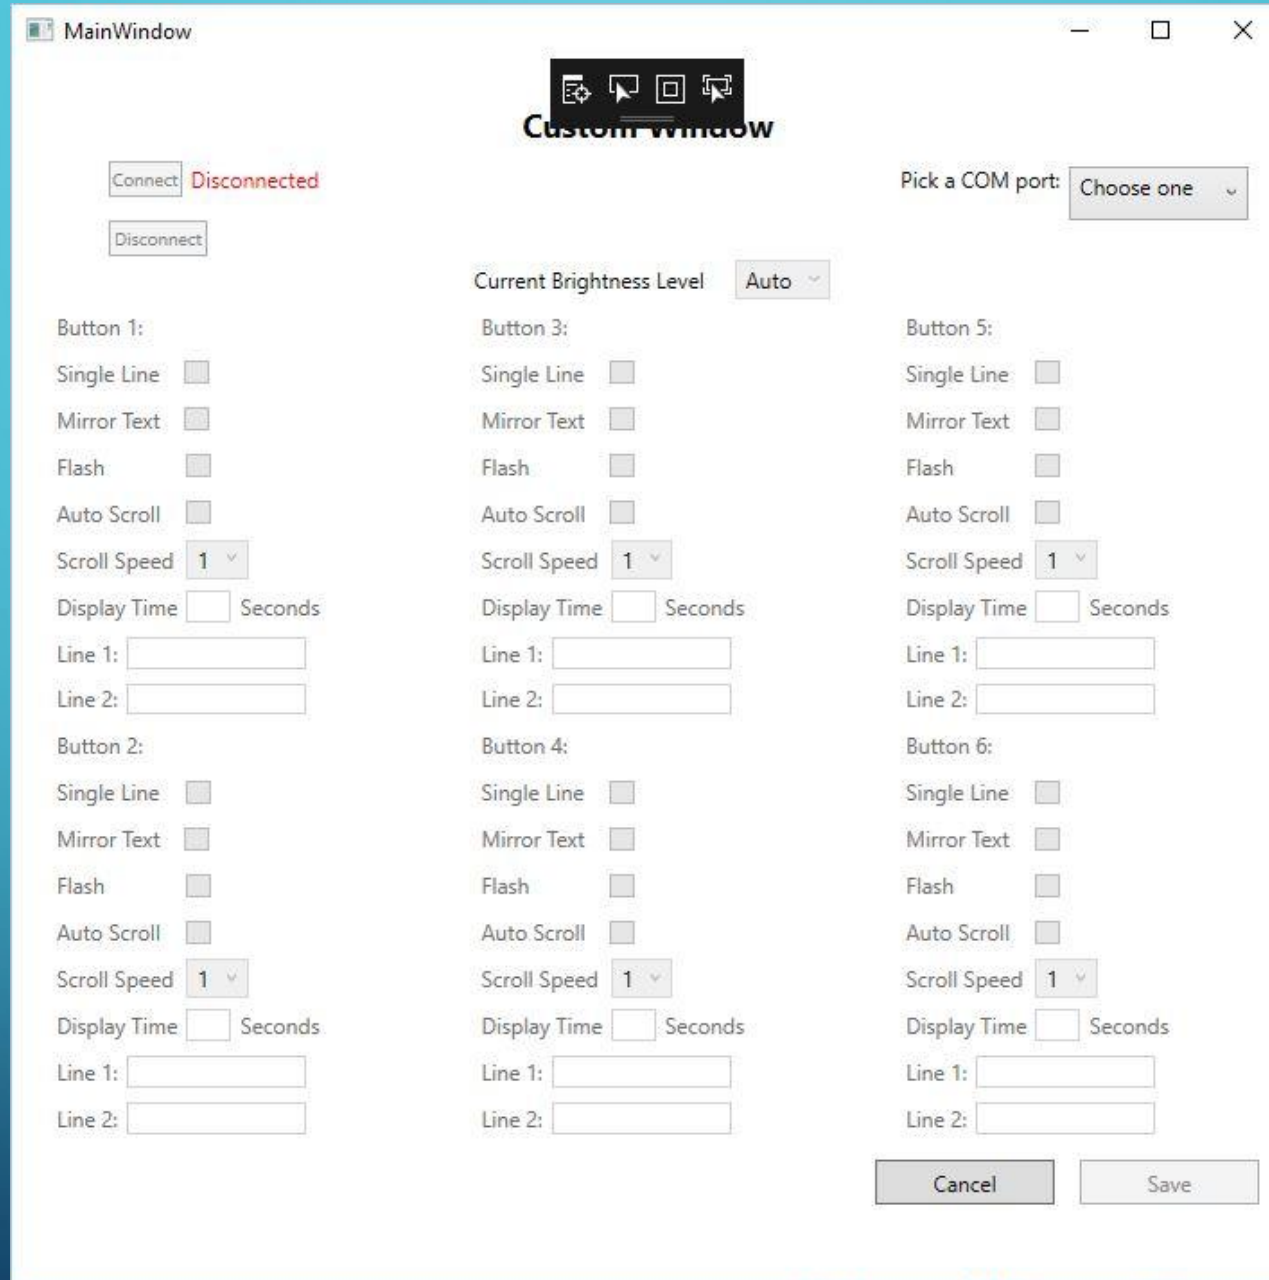 MainWindow
Custom Window
Connect Disconnected Pick a COM port: Choose one
Disconnect
Current Brightness Level Auto
Button 1: Button 3: Button 5:
Single Line Single Line Single Line
Mirror Text Mirror Text Mirror Text
Flash Flash Flash
Auto Scroll Auto Scroll Auto Scroll
Scroll Speed 1 Scroll Speed 1 Scroll Speed 1
Display Time Seconds Display Time Seconds Display Time Seconds
Line 1: Line 1: Line 1:
Line 2: Line 2: Line 2:
Button 2: Button 4: Button 6:
Single Line Single Line Single Line
Mirror Text Mirror Text Mirror Text
Flash Flash Flash
Auto Scroll Auto Scroll Auto Scroll
Scroll Speed 1 Scroll Speed 1 Scroll Speed 1
Display Time Seconds Display Time Seconds Display Time Seconds
Line 1: Line 1: Line 1:
Line 2: Line 2: Line 2:
Cancel Save